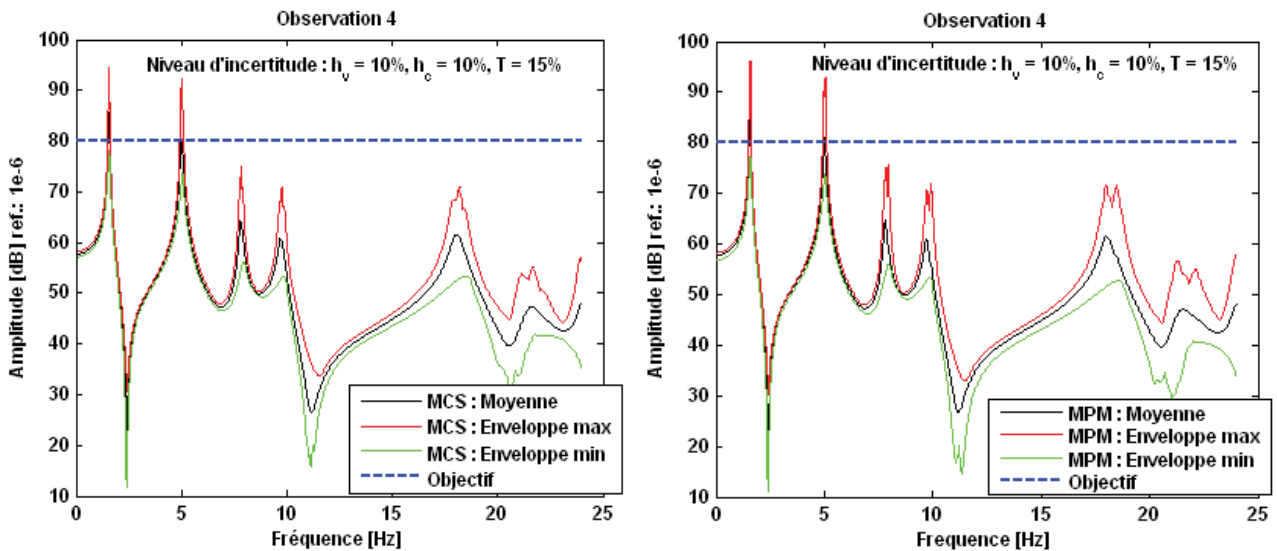 Observation 4
Niveau d'incertitude : h_v = 10%, h_c = 10%, T = 15%
Amplitude [dB] ref.: 1e-6
100
90
80
70
60
50
40
30
20
10
0
5
10
15
20
25
Fréquence [Hz]
MCS : Moyenne
MCS : Enveloppe max
MCS : Enveloppe min
Objectif
Observation 4
Niveau d'incertitude : h_v = 10%, h_c = 10%, T = 15%
Amplitude [dB] ref.: 1e-6
100
90
80
70
60
50
40
30
20
10
0
5
10
15
20
25
Frequence [Hz]
MPM : Moyenne
MPM : Enveloppe max
MPM : Enveloppe min
Objectif